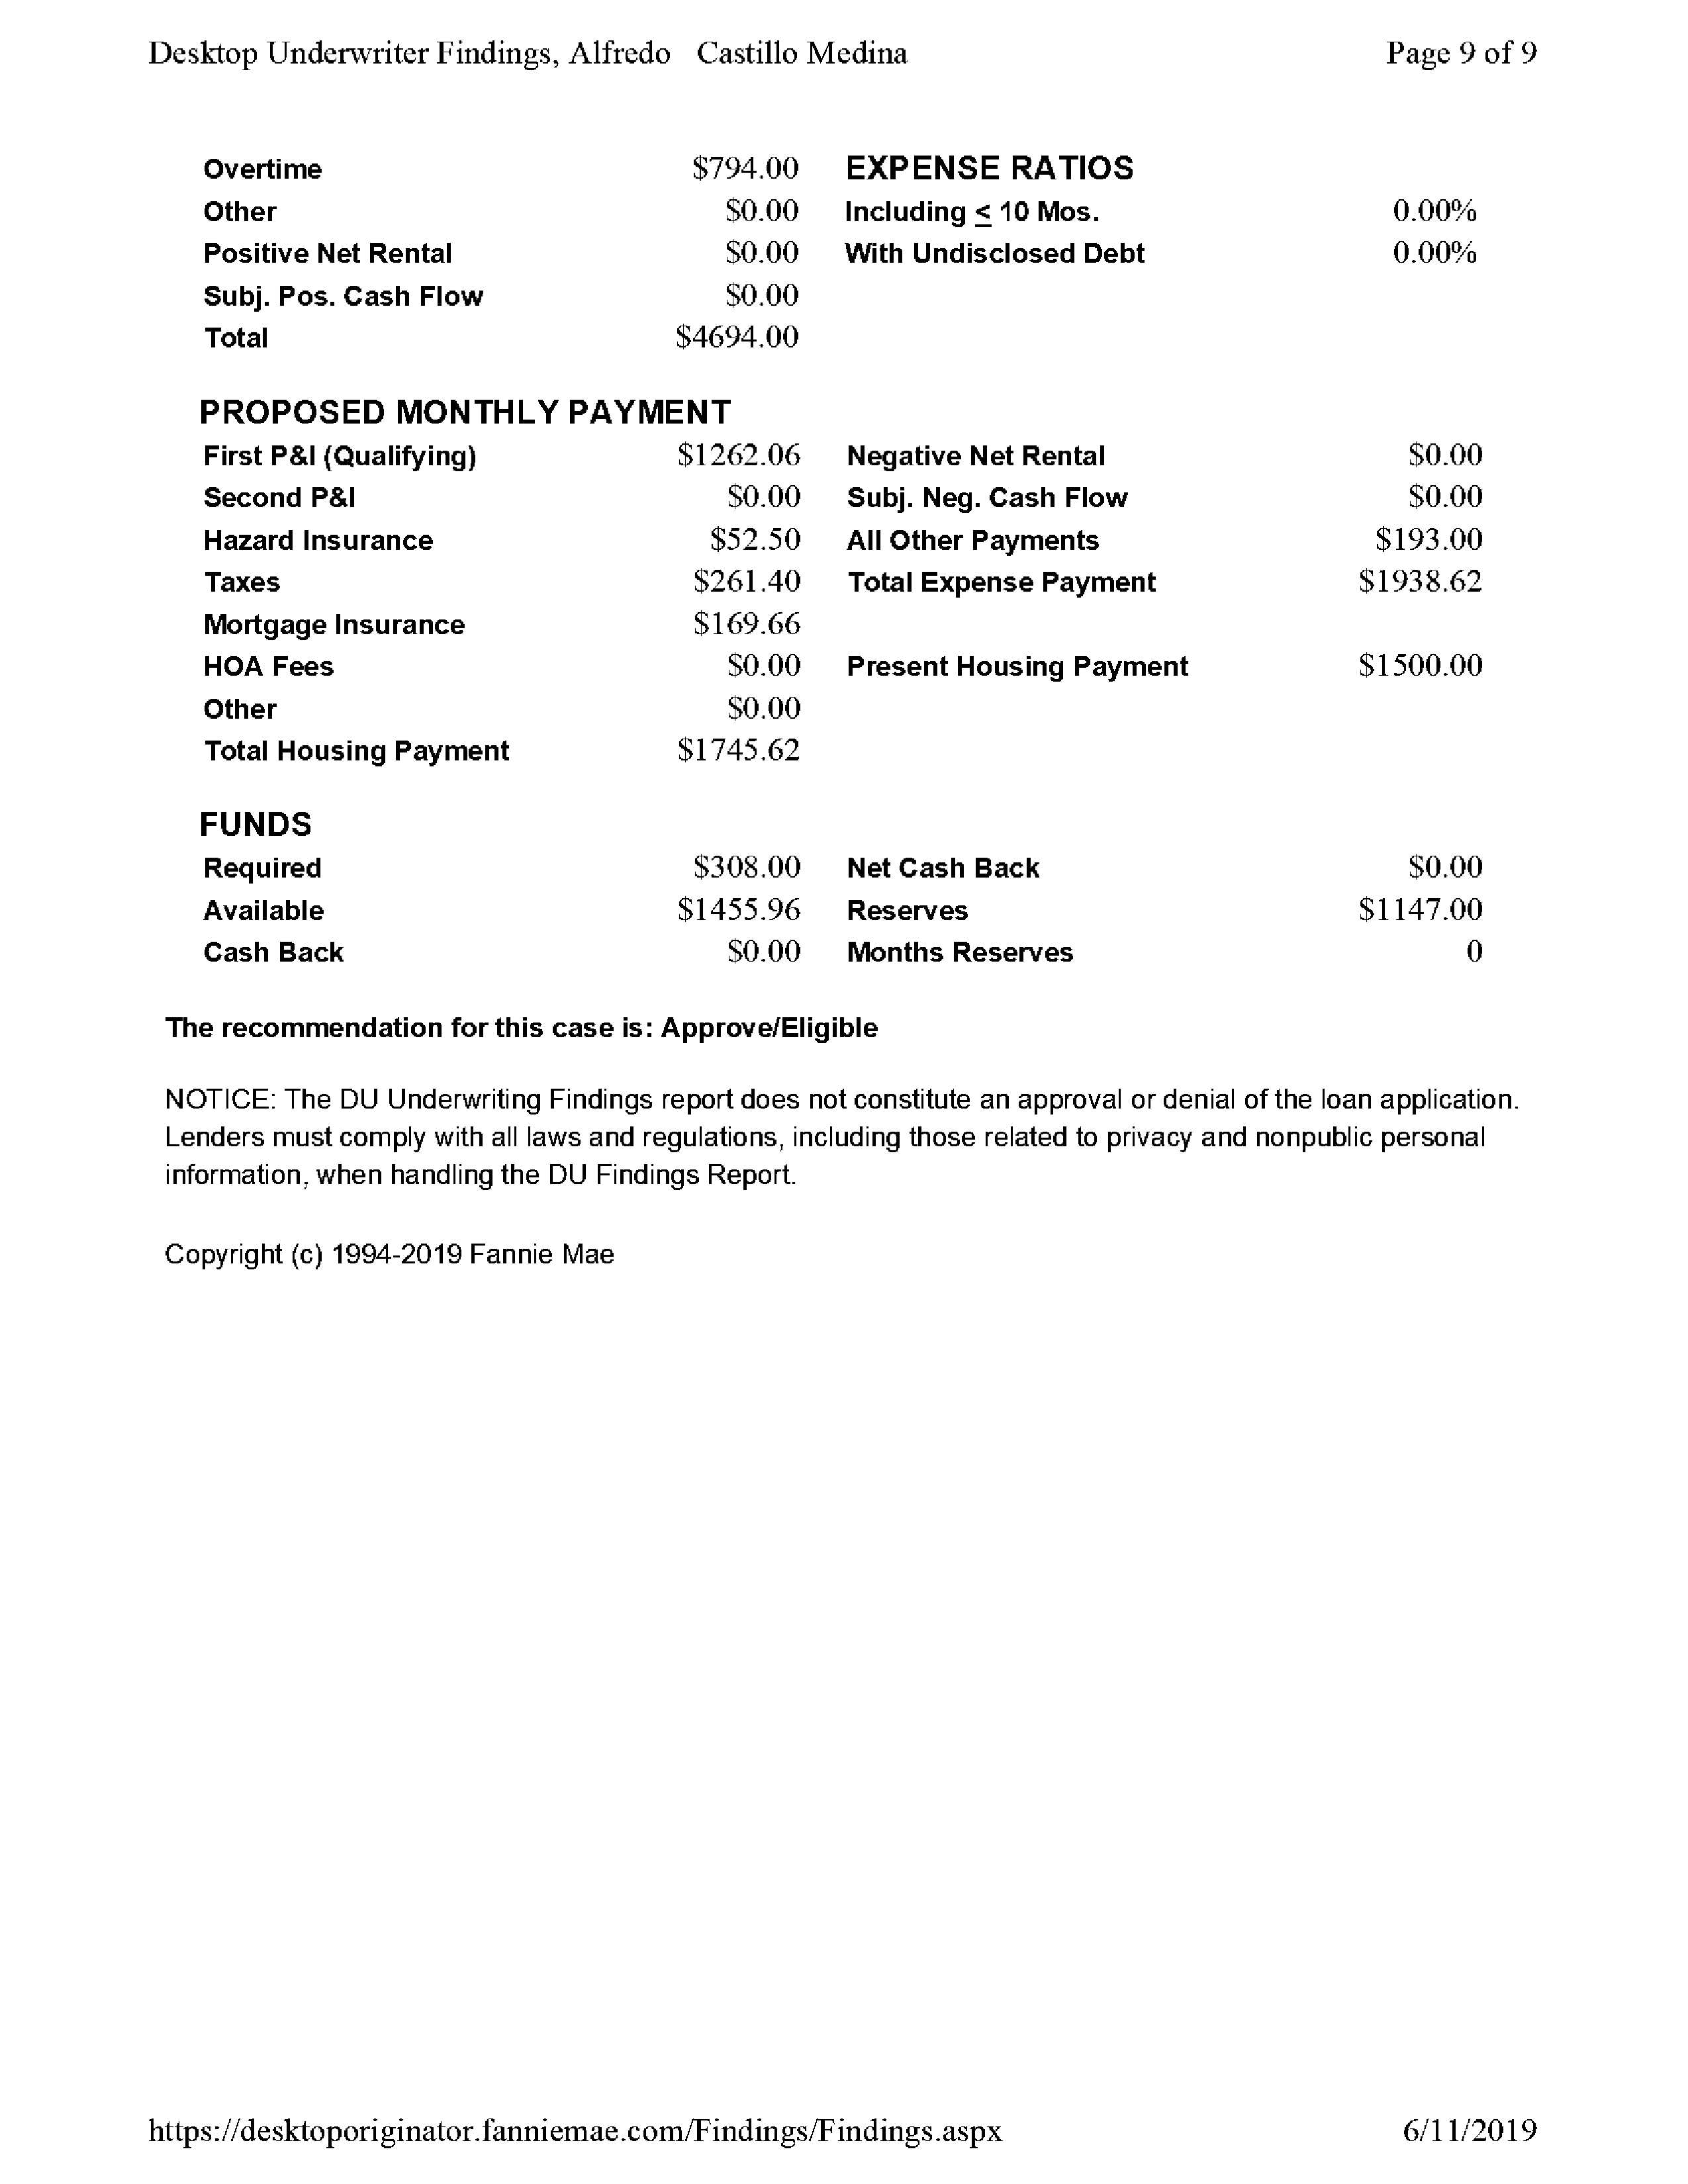 Desktop Underwriter Findings, Alfredo Castillo Medina Page 9 of 9
Overtime $794.00 EXPENSE RATIOS
Other $0.00 Including ≤ 10 Mos. 0.00%
Positive Net Rental $0.00 With Undisclosed Debt 0.00%
Subj. Pos. Cash Flow $0.00
Total $4694.00
PROPOSED MONTHLY PAYMENT
First P&I (Qualifying) $1262.06 Negative Net Rental $0.00
Second P&I $0.00 Subj. Neg. Cash Flow $0.00
Hazard Insurance $52.50 All Other Payments $193.00
Taxes $261.40 Total Expense Payment $1938.62
Mortgage Insurance $169.66
HOA Fees $0.00 Present Housing Payment $1500.00
Other $0.00
Total Housing Payment $1745.62
FUNDS
Required $308.00 Net Cash Back $0.00
Available $1455.96 Reserves $1147.00
Cash Back $0.00 Months Reserves 0
The recommendation for this case is: Approve/Eligible
NOTICE: The DU Underwriting Findings report does not constitute an approval or denial of the loan application.
Lenders must comply with all laws and regulations, including those related to privacy and nonpublic personal
information, when handling the DU Findings Report.
Copyright (c) 1994-2019 Fannie Mae
https://desktoporiginator.fanniemae.com/Findings/Findings.aspx 6/11/2019